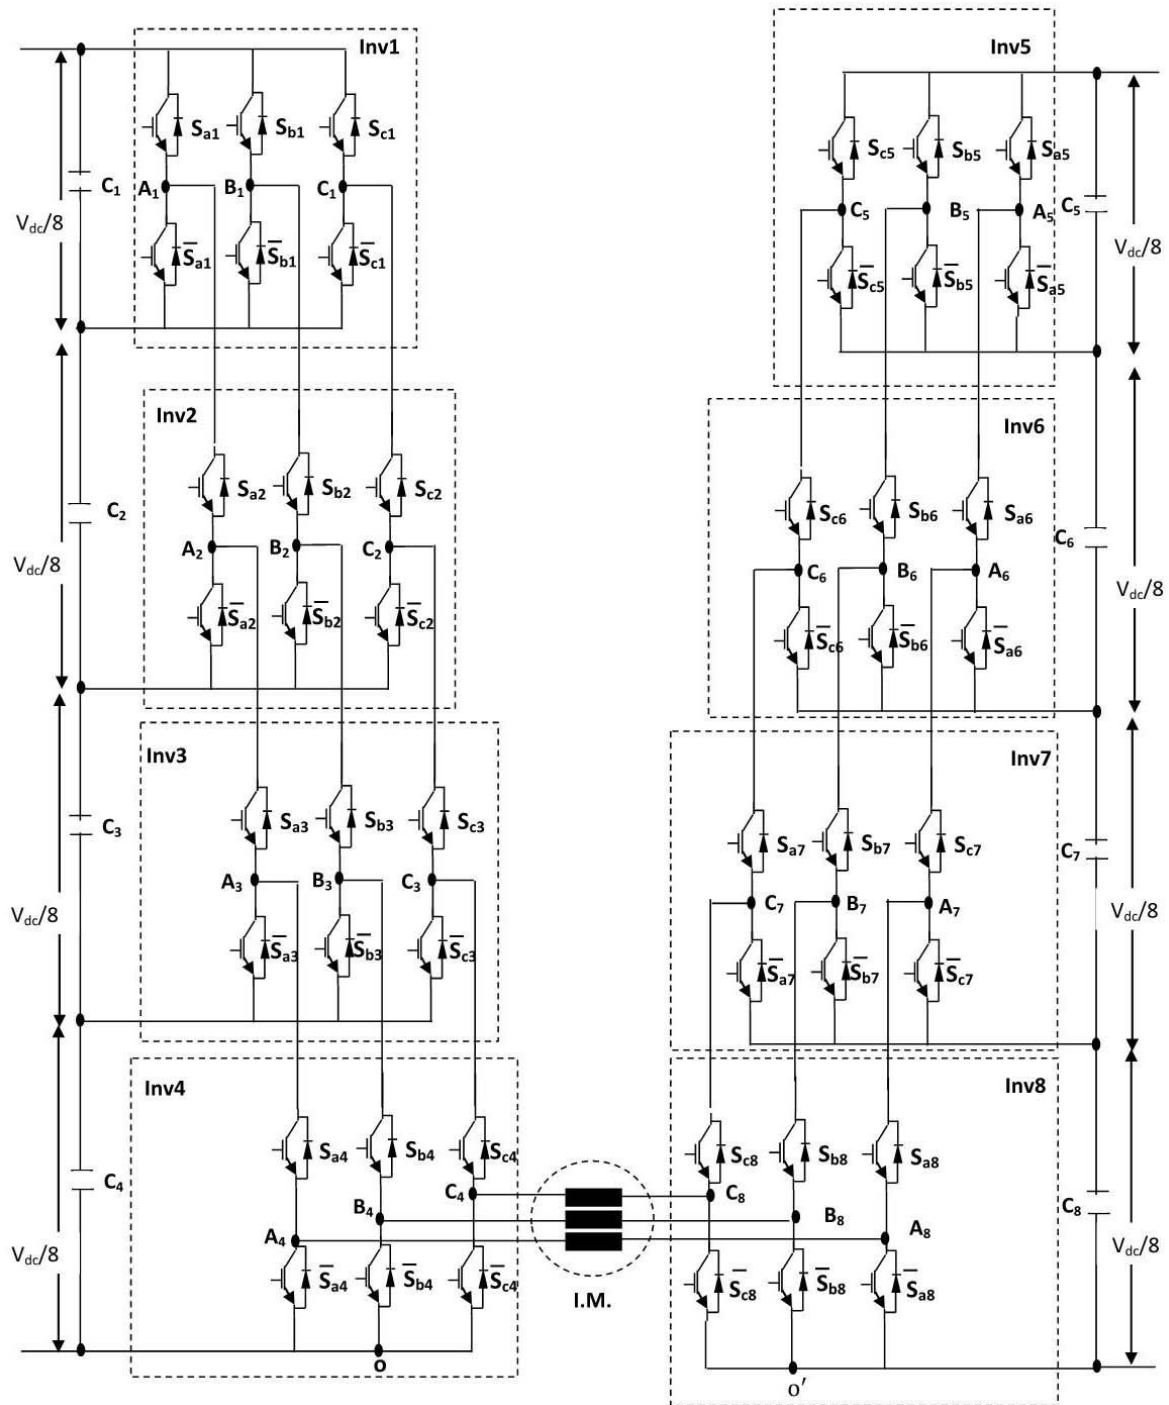 Inv1
Sa1 Sb1 Sc1
A1 B1 C1
C1
Vdc/8
S̅a1 S̅b1 S̅c1
Inv2
Sa2 Sb2 Sc2
C2
A2 B2 C2
Vdc/8
S̅a2 S̅b2 S̅c2
Inv3
Sa3 Sb3 Sc3
C3
A3 B3 C3
Vdc/8
S̅a3 S̅b3 S̅c3
Inv4
Sa4 Sb4 Sc4
C4
C4
B4
A4
Vdc/8
S̅a4 S̅b4 S̅c4
O
I.M.
Inv5
Sc5 Sb5 Sa5
C5 B5 A5
C5
Vdc/8
S̅c5 S̅b5 S̅a5
Inv6
Sc6 Sb6 Sa6
C6
C6 B6 A6
Vdc/8
S̅c6 S̅b6 S̅a6
Inv7
Sa7 Sb7 Sc7
C7
C7 B7 A7
Vdc/8
S̅a7 S̅b7 S̅c7
Inv8
Sc8 Sb8 Sa8
C8
C8
B8
A8
Vdc/8
S̅c8 S̅b8 S̅a8
O′